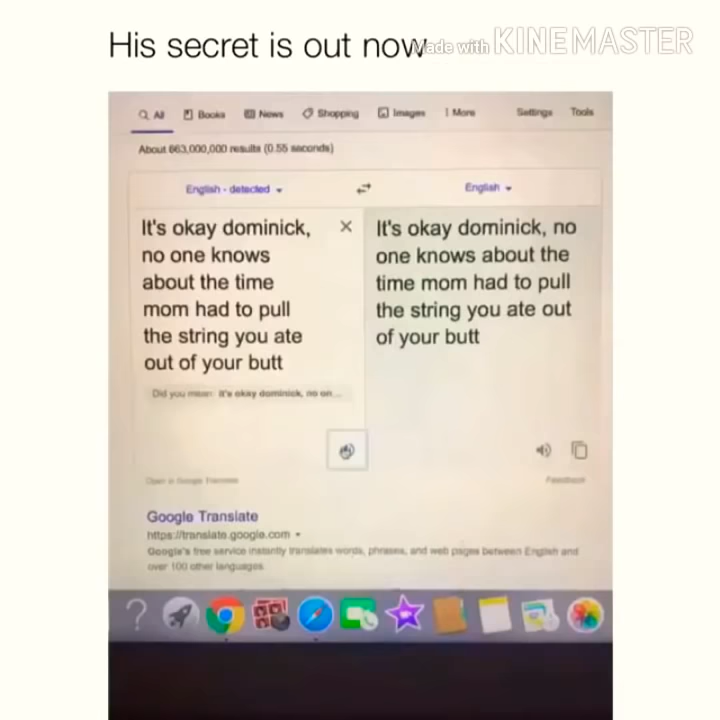 His secret is out now
Made with KINEMASTER
All Books News Shopping Images More Settings Tools
About 663,000,000 results (0.55 seconds)
English - detected
English
It's okay dominick,
no one knows
about the time
mom had to pull
the string you ate
out of your butt
Did you mean: It's okay dominick, no on...
It's okay dominick, no
one knows about the
time mom had to pull
the string you ate out
of your butt
Open in Google Translate
Feedback
Google Translate
https://translate.google.com
Google's free service instantly translates words, phrases, and web pages between English and
over 100 other languages.